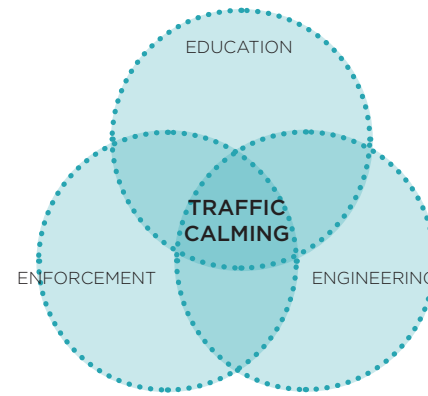 EDUCATION
TRAFFIC
CALMING
ENFORCEMENT
ENGINEERING